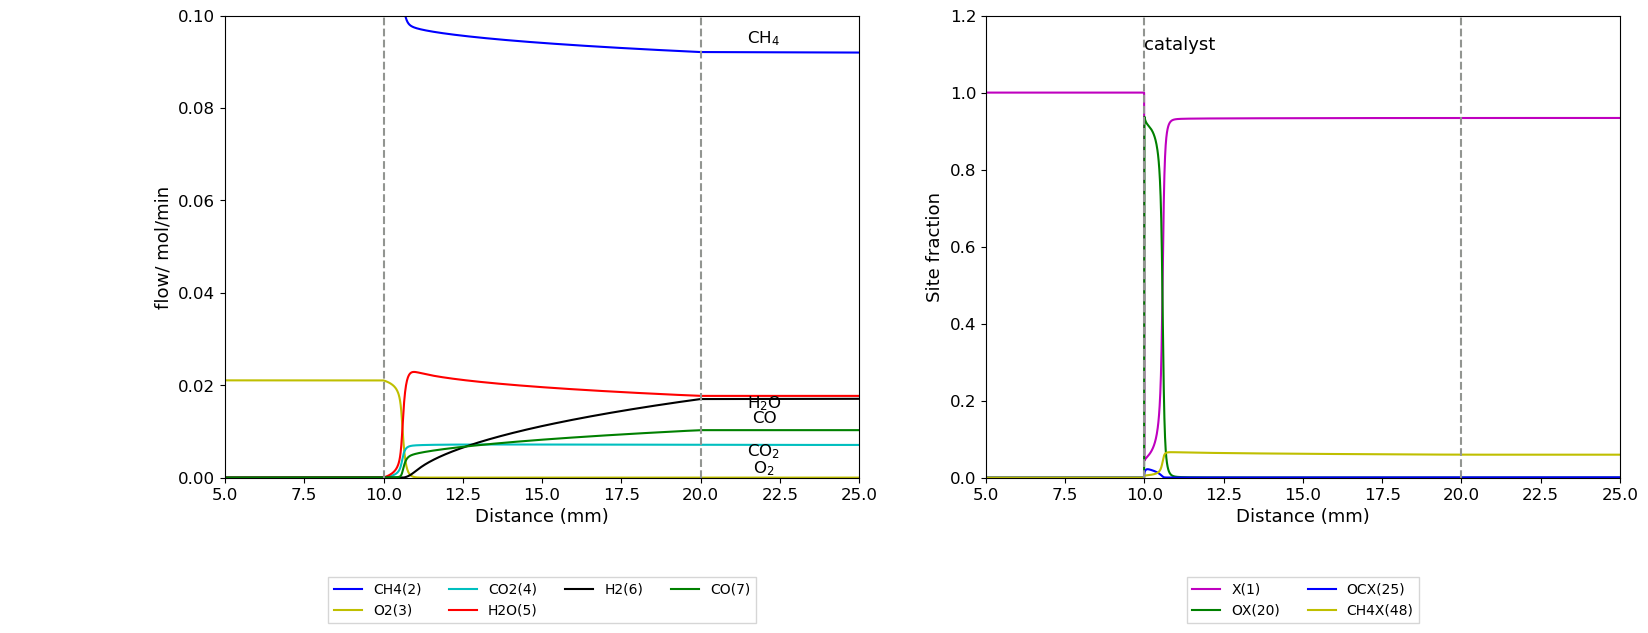 0.10
0.08
0.06
0.04
0.02
0.00
flow/ mol/min
CH₄
H₂O
CO
CO₂
O₂
5.0 7.5 10.0 12.5 15.0 17.5 20.0 22.5 25.0
Distance (mm)
CH4(2) CO2(4) H2(6) CO(7)
O2(3) H2O(5)
1.2
1.0
0.8
0.6
0.4
0.2
0.0
Site fraction
catalyst
5.0 7.5 10.0 12.5 15.0 17.5 20.0 22.5 25.0
Distance (mm)
X(1) OCX(25)
OX(20) CH4X(48)